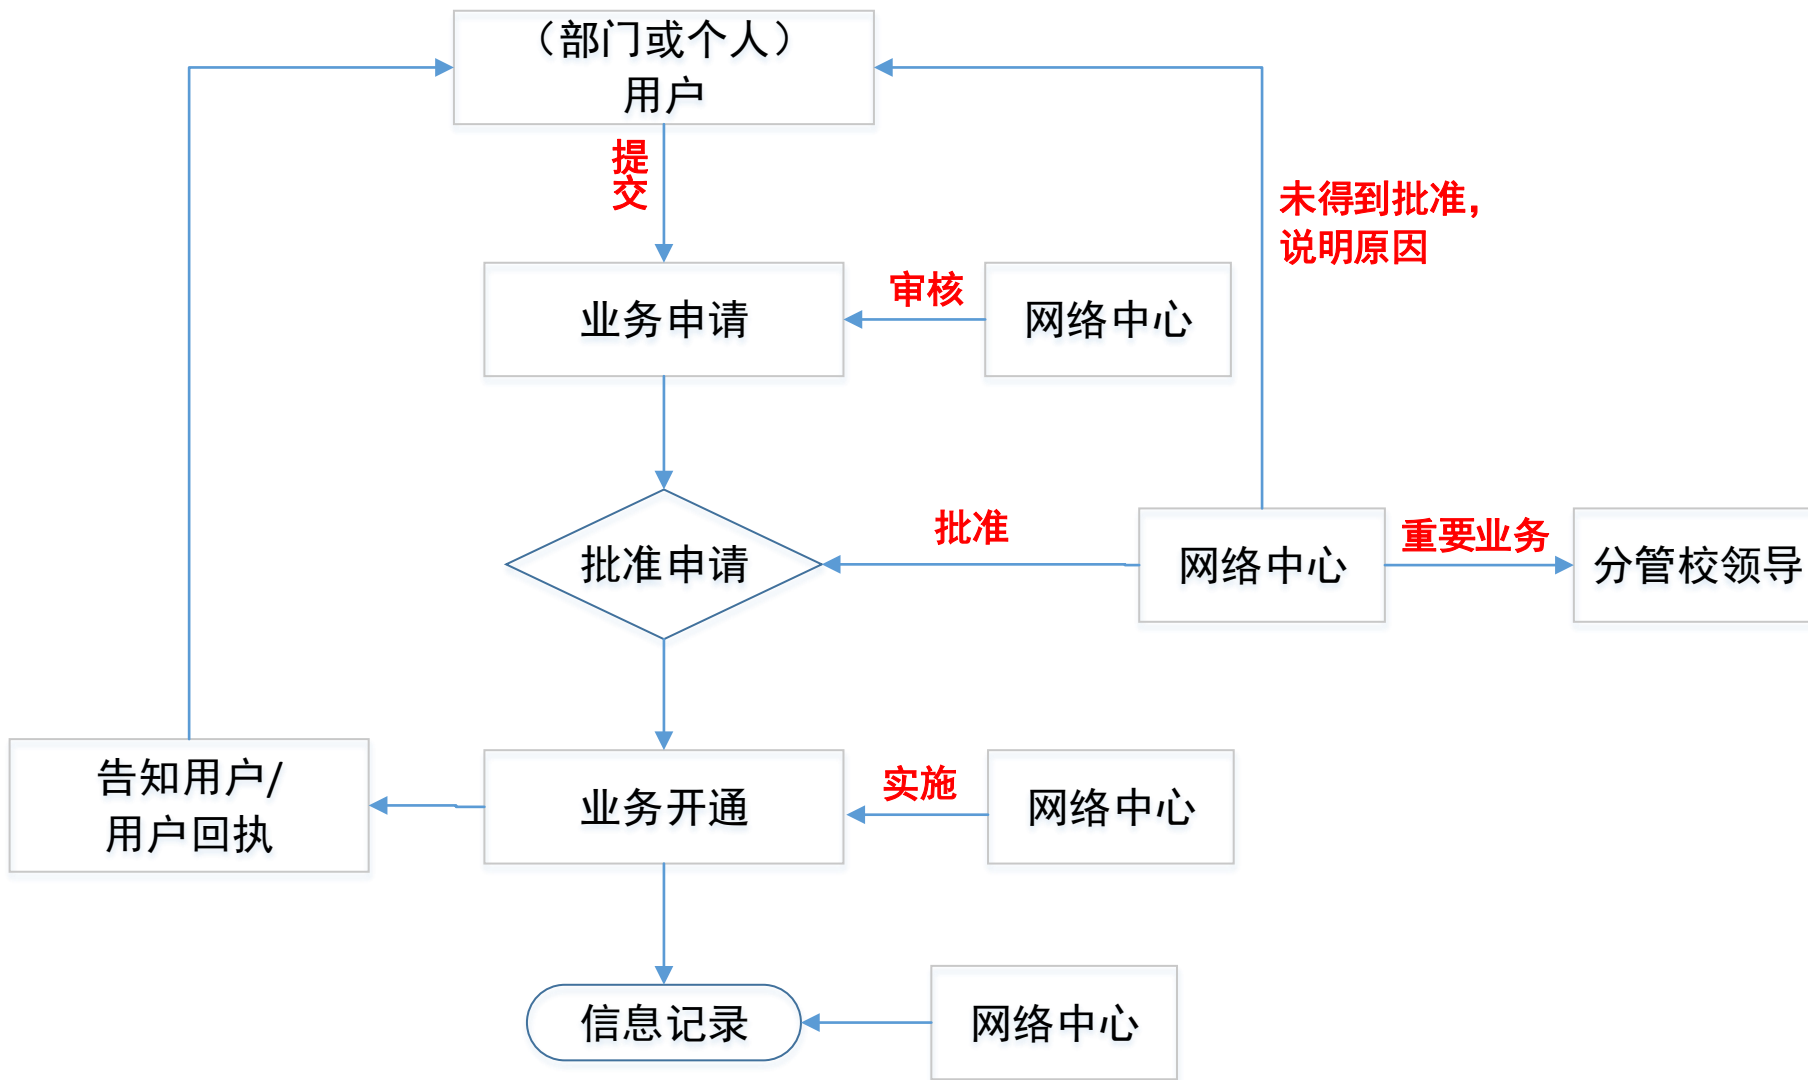 （部门或个人）
用户
提
交
未得到批准，
说明原因
业务申请
审核
网络中心
批准申请
批准
网络中心
重要业务
分管校领导
告知用户/
用户回执
业务开通
实施
网络中心
信息记录
网络中心